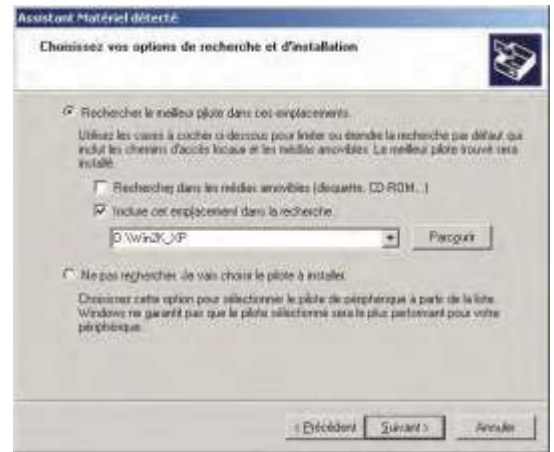 Assistant Matériel détecté
Choisissez vos options de recherche et d'installation
Rechercher le meilleur pilote dans ces emplacements.
Utilisez les cases à cocher ci-dessous pour limiter ou étendre la recherche par défaut qui
inclut les chemins d'accès locaux et les médias amovibles. Le meilleur pilote trouvé sera
installé.
Rechercher dans les médias amovibles (disquette, CD-ROM...)
Inclure cet emplacement dans la recherche :
D:\Win2K_XP
Parcourir
Ne pas rechercher. Je vais choisir le pilote à installer.
Choisissez cette option pour sélectionner le pilote de périphérique à partir de la liste.
Windows ne garantit pas que le pilote sélectionné sera le plus performant pour votre
périphérique.
< Précédent
Suivant >
Annuler